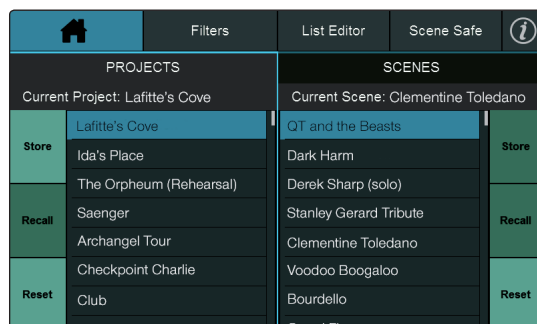 Filters
List Editor
Scene Safe
i
PROJECTS
SCENES
Current Project: Lafitte's Cove
Current Scene: Clementine Toledano
Store
Recall
Reset
Lafitte's Cove
Ida's Place
The Orpheum (Rehearsal)
Saenger
Archangel Tour
Checkpoint Charlie
Club
QT and the Beasts
Dark Harm
Derek Sharp (solo)
Stanley Gerard Tribute
Clementine Toledano
Voodoo Boogaloo
Bourdello
Store
Recall
Reset